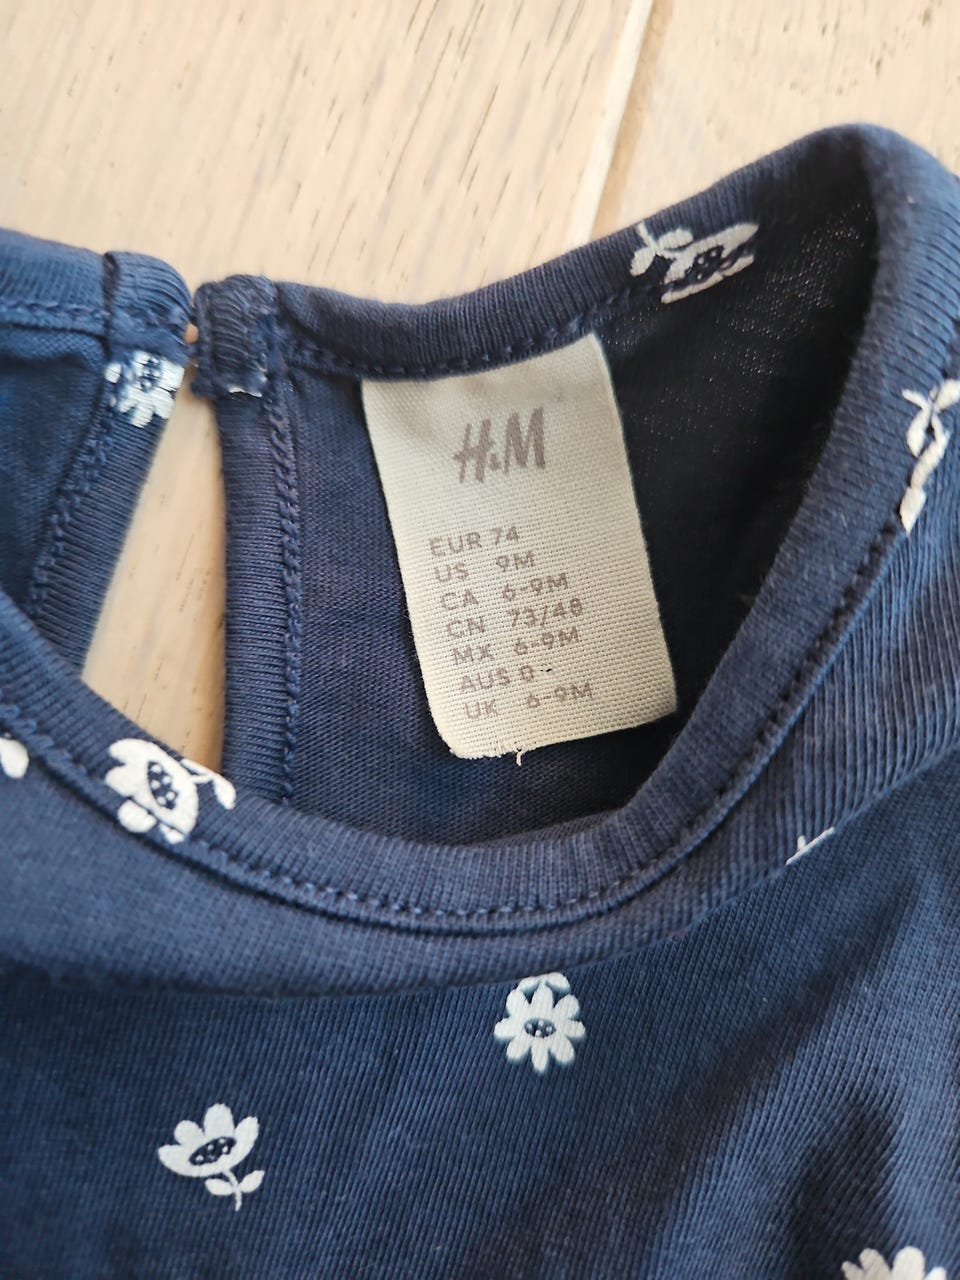 H&M
EUR 74
US 9M
CA 6-9M
CN 73/48
MX 6-9M
AUS 0
UK 6-9M